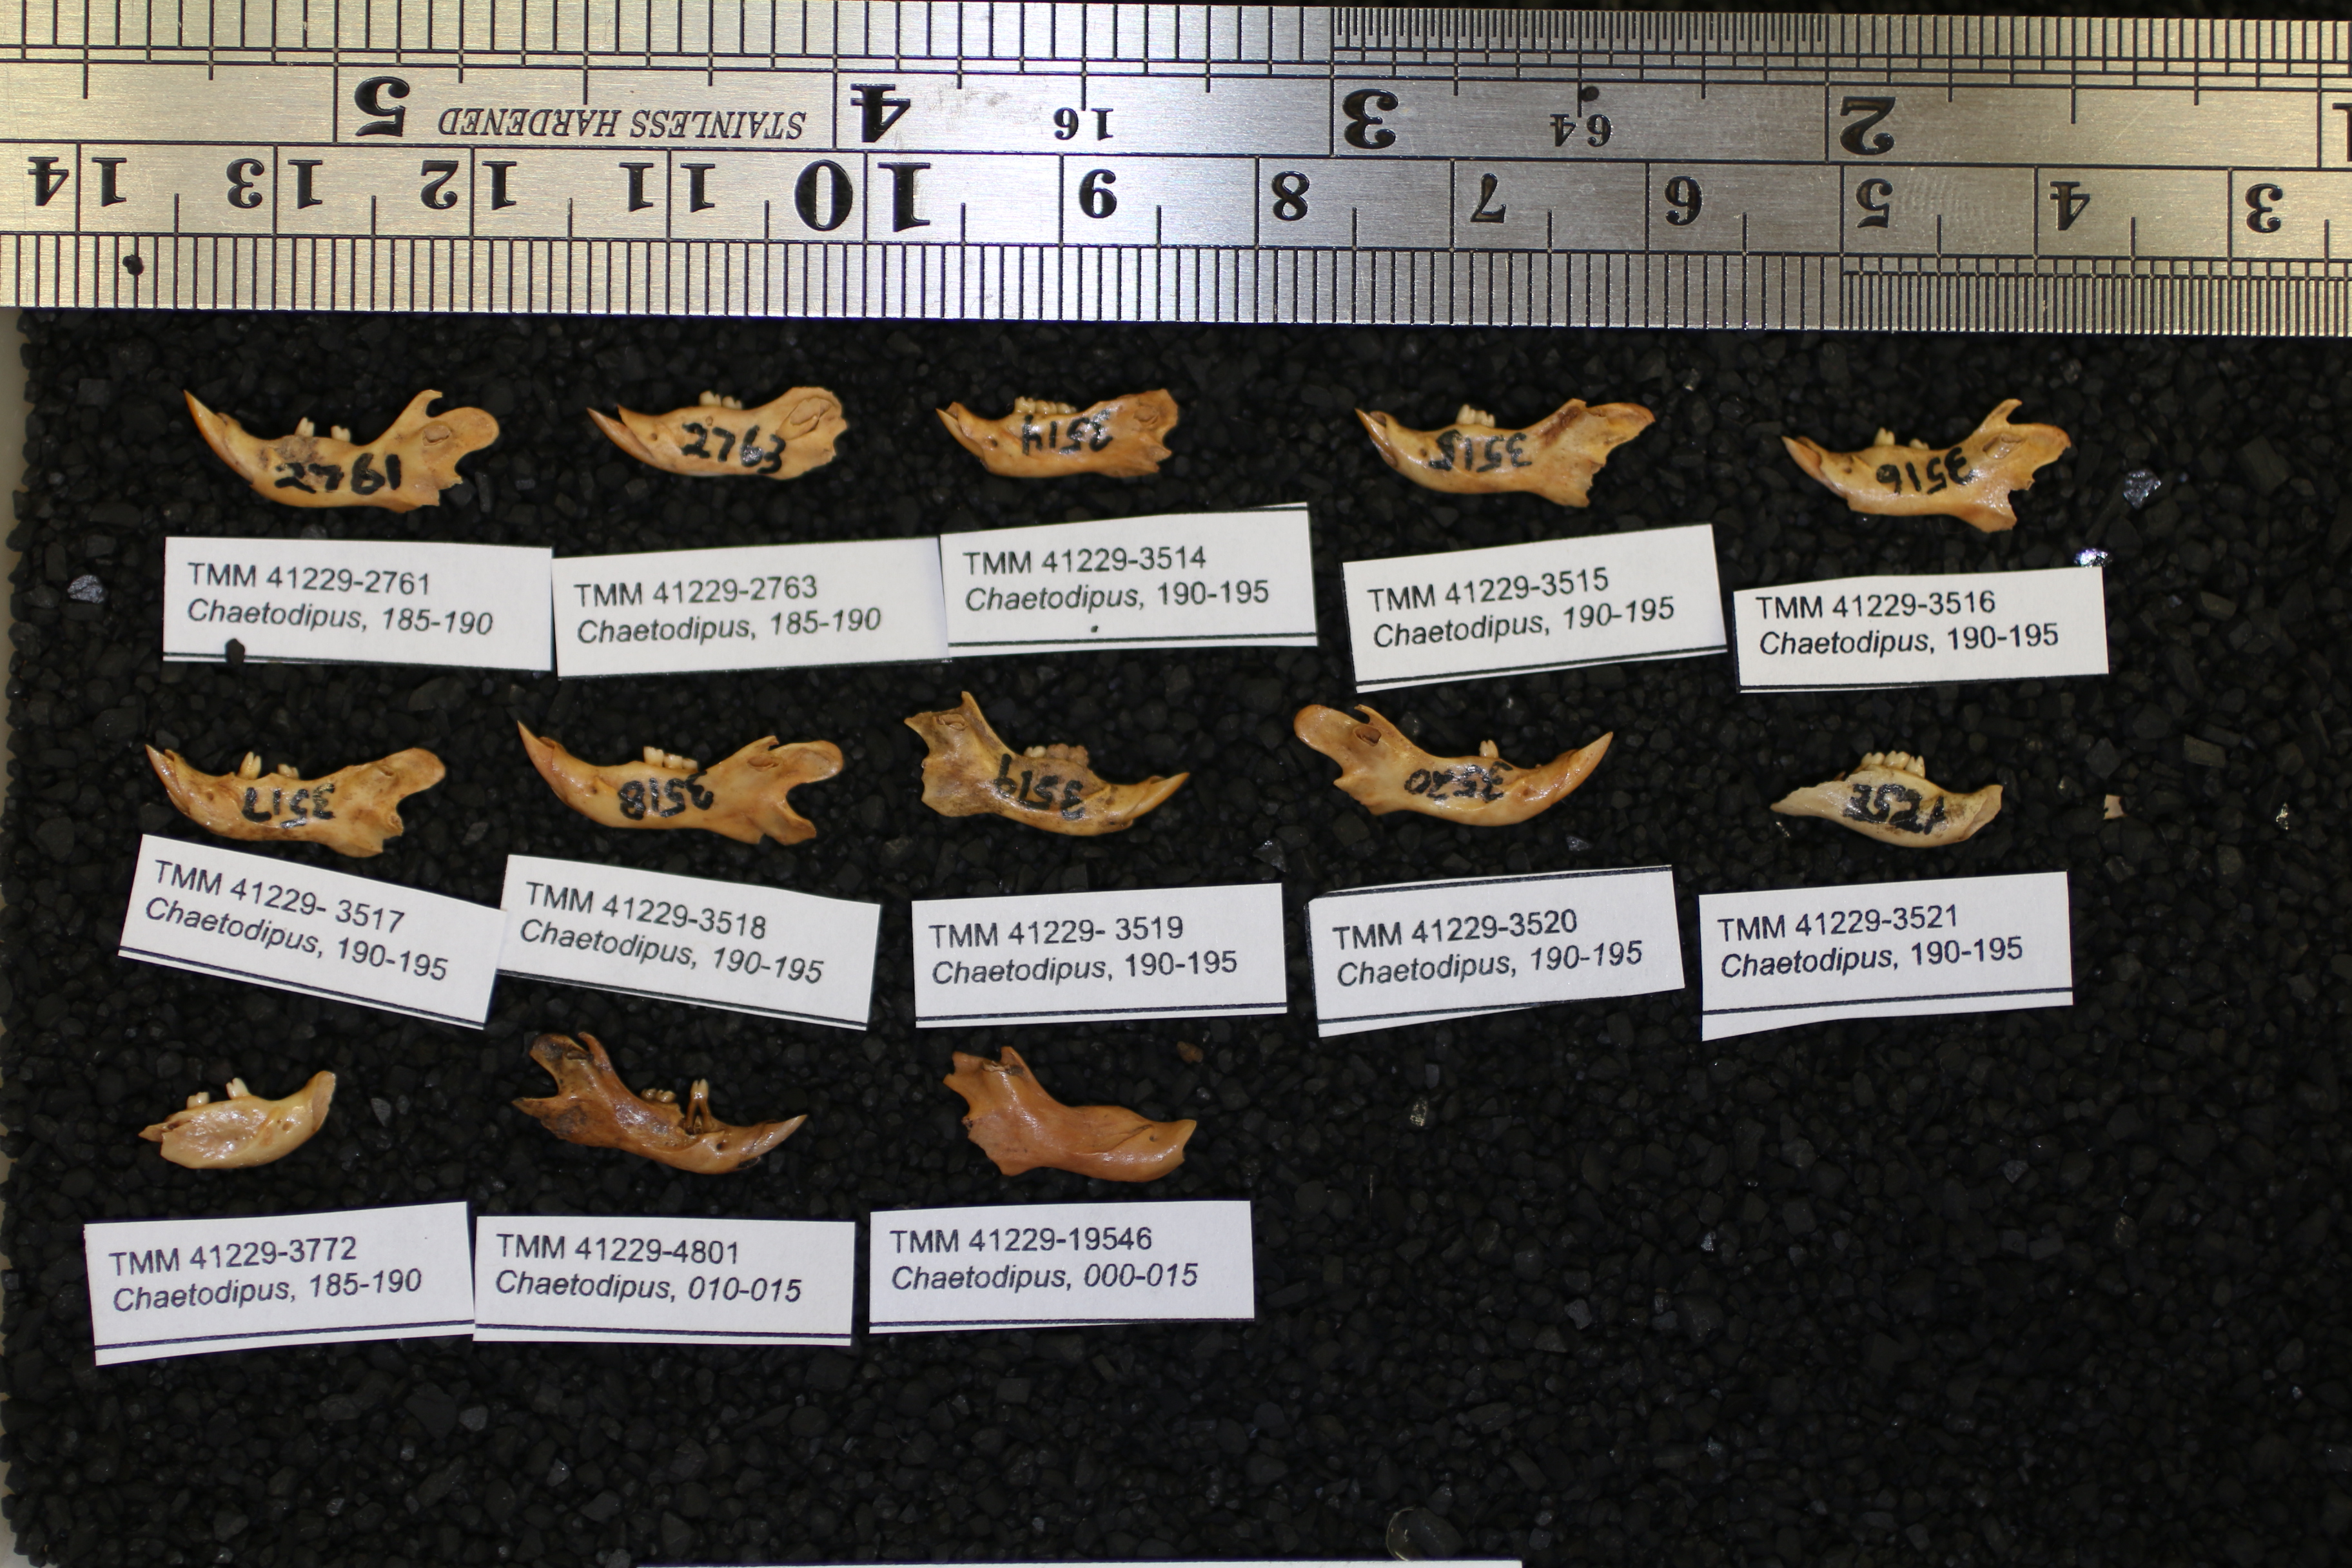 5 STAINLESS HARDENED 4 16 3 64 2 1
14 13 12 11 10 9 8 7 6 5 4 3
2761 2763 3514 3515 3516
TMM 41229-2761
Chaetodipus, 185-190
TMM 41229-2763
Chaetodipus, 185-190
TMM 41229-3514
Chaetodipus, 190-195
TMM 41229-3515
Chaetodipus, 190-195
TMM 41229-3516
Chaetodipus, 190-195
3517 3518 3519 3520 3521
TMM 41229- 3517
Chaetodipus, 190-195
TMM 41229-3518
Chaetodipus, 190-195
TMM 41229- 3519
Chaetodipus, 190-195
TMM 41229-3520
Chaetodipus, 190-195
TMM 41229-3521
Chaetodipus, 190-195
TMM 41229-3772
Chaetodipus, 185-190
TMM 41229-4801
Chaetodipus, 010-015
TMM 41229-19546
Chaetodipus, 000-015